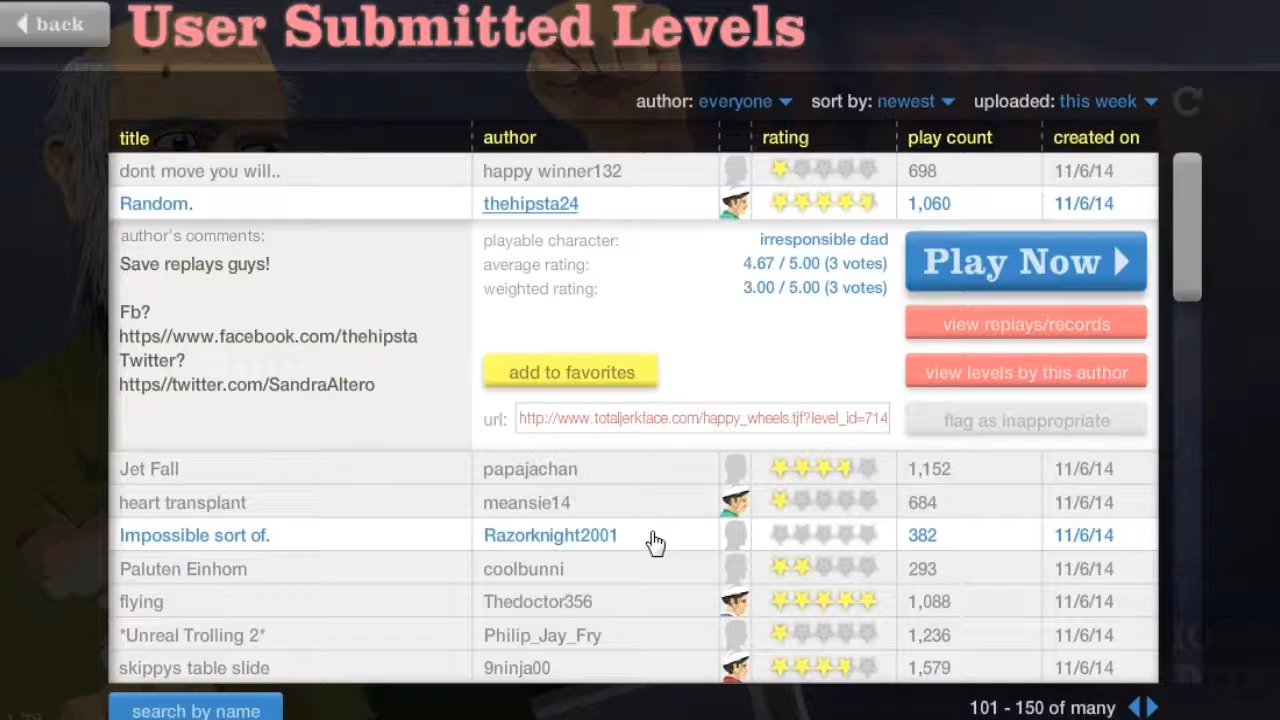 back
User Submitted Levels
author: everyone sort by: newest uploaded: this week
title author rating play count created on
dont move you will.. happy winner132 698 11/6/14
Random. thehipsta24 1,060 11/6/14
author's comments:
Save replays guys!
Fb?
https//www.facebook.com/thehipsta
Twitter?
https//twitter.com/SandraAltero
playable character: irresponsible dad
average rating: 4.67 / 5.00 (3 votes)
weighted rating: 3.00 / 5.00 (3 votes)
add to favorites
url: http://www.totaljerkface.com/happy_wheels.tjf?level_id=714
Play Now
view replays/records
view levels by this author
flag as inappropriate
Jet Fall papajachan 1,152 11/6/14
heart transplant meansie14 684 11/6/14
Impossible sort of. Razorknight2001 382 11/6/14
Paluten Einhorn coolbunni 293 11/6/14
flying Thedoctor356 1,088 11/6/14
*Unreal Trolling 2* Philip_Jay_Fry 1,236 11/6/14
skippys table slide 9ninja00 1,579 11/6/14
search by name
101 - 150 of many